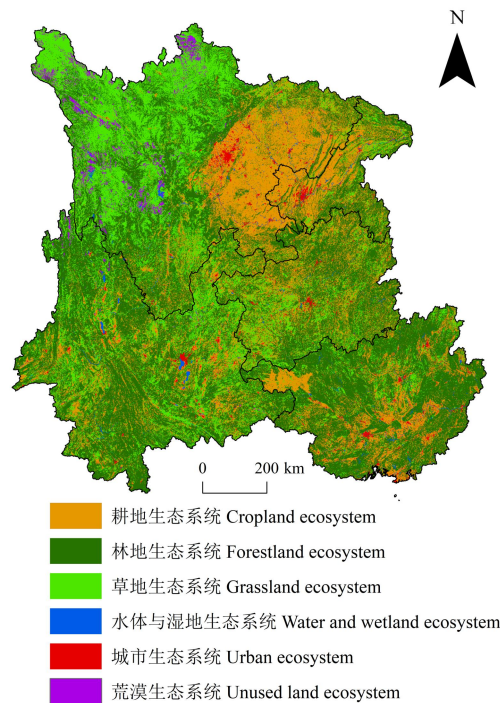 N
0 200 km
耕地生态系统 Cropland ecosystem
林地生态系统 Forestland ecosystem
草地生态系统 Grassland ecosystem
水体与湿地生态系统 Water and wetland ecosystem
城市生态系统 Urban ecosystem
荒漠生态系统 Unused land ecosystem